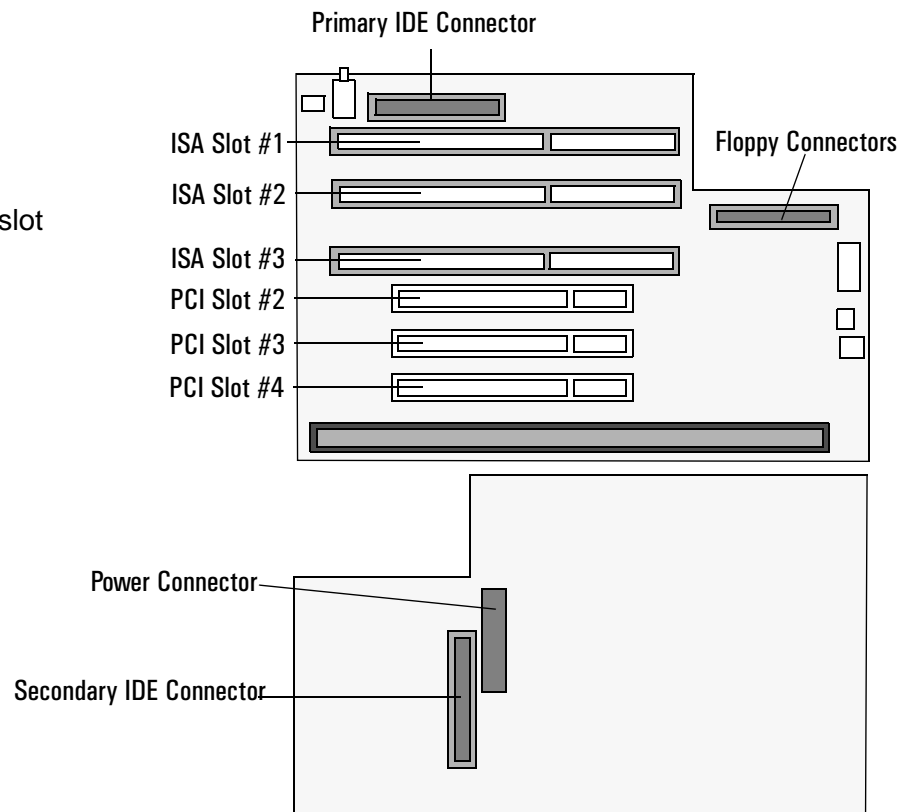 Primary IDE Connector
ISA Slot #1
Floppy Connectors
ISA Slot #2
slot
ISA Slot #3
PCI Slot #2
PCI Slot #3
PCI Slot #4
Power Connector
Secondary IDE Connector